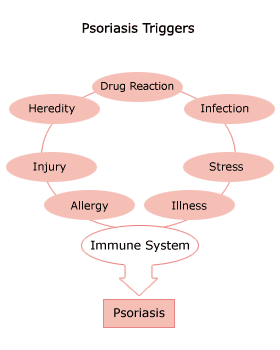 Psoriasis Triggers
Drug Reaction
Heredity
Infection
Injury
Stress
Allergy
Illness
Immune System
Psoriasis